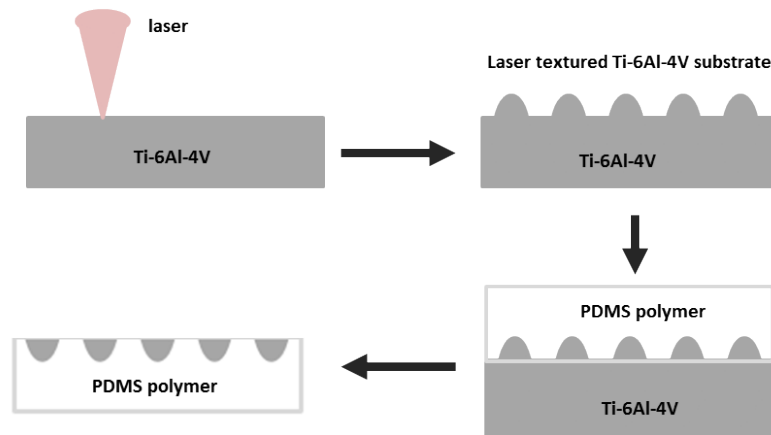 laser
Ti-6Al-4V
Laser textured Ti-6Al-4V substrate
Ti-6Al-4V
PDMS polymer
Ti-6Al-4V
PDMS polymer